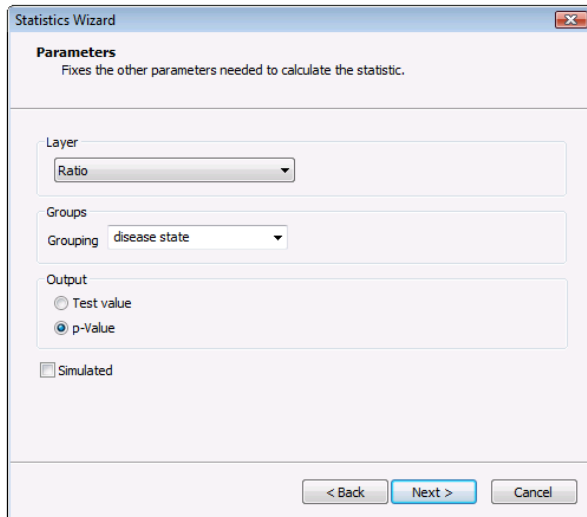 Statistics Wizard
Parameters
Fixes the other parameters needed to calculate the statistic.
Layer
Ratio
Groups
Grouping disease state
Output
Test value
p-Value
Simulated
< Back Next > Cancel